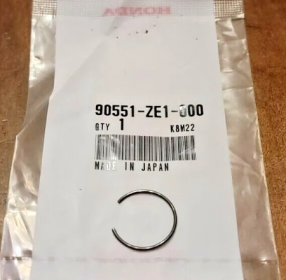 HONDA
90551-ZE1-000
QTY 1 K8M22
MADE IN JAPAN